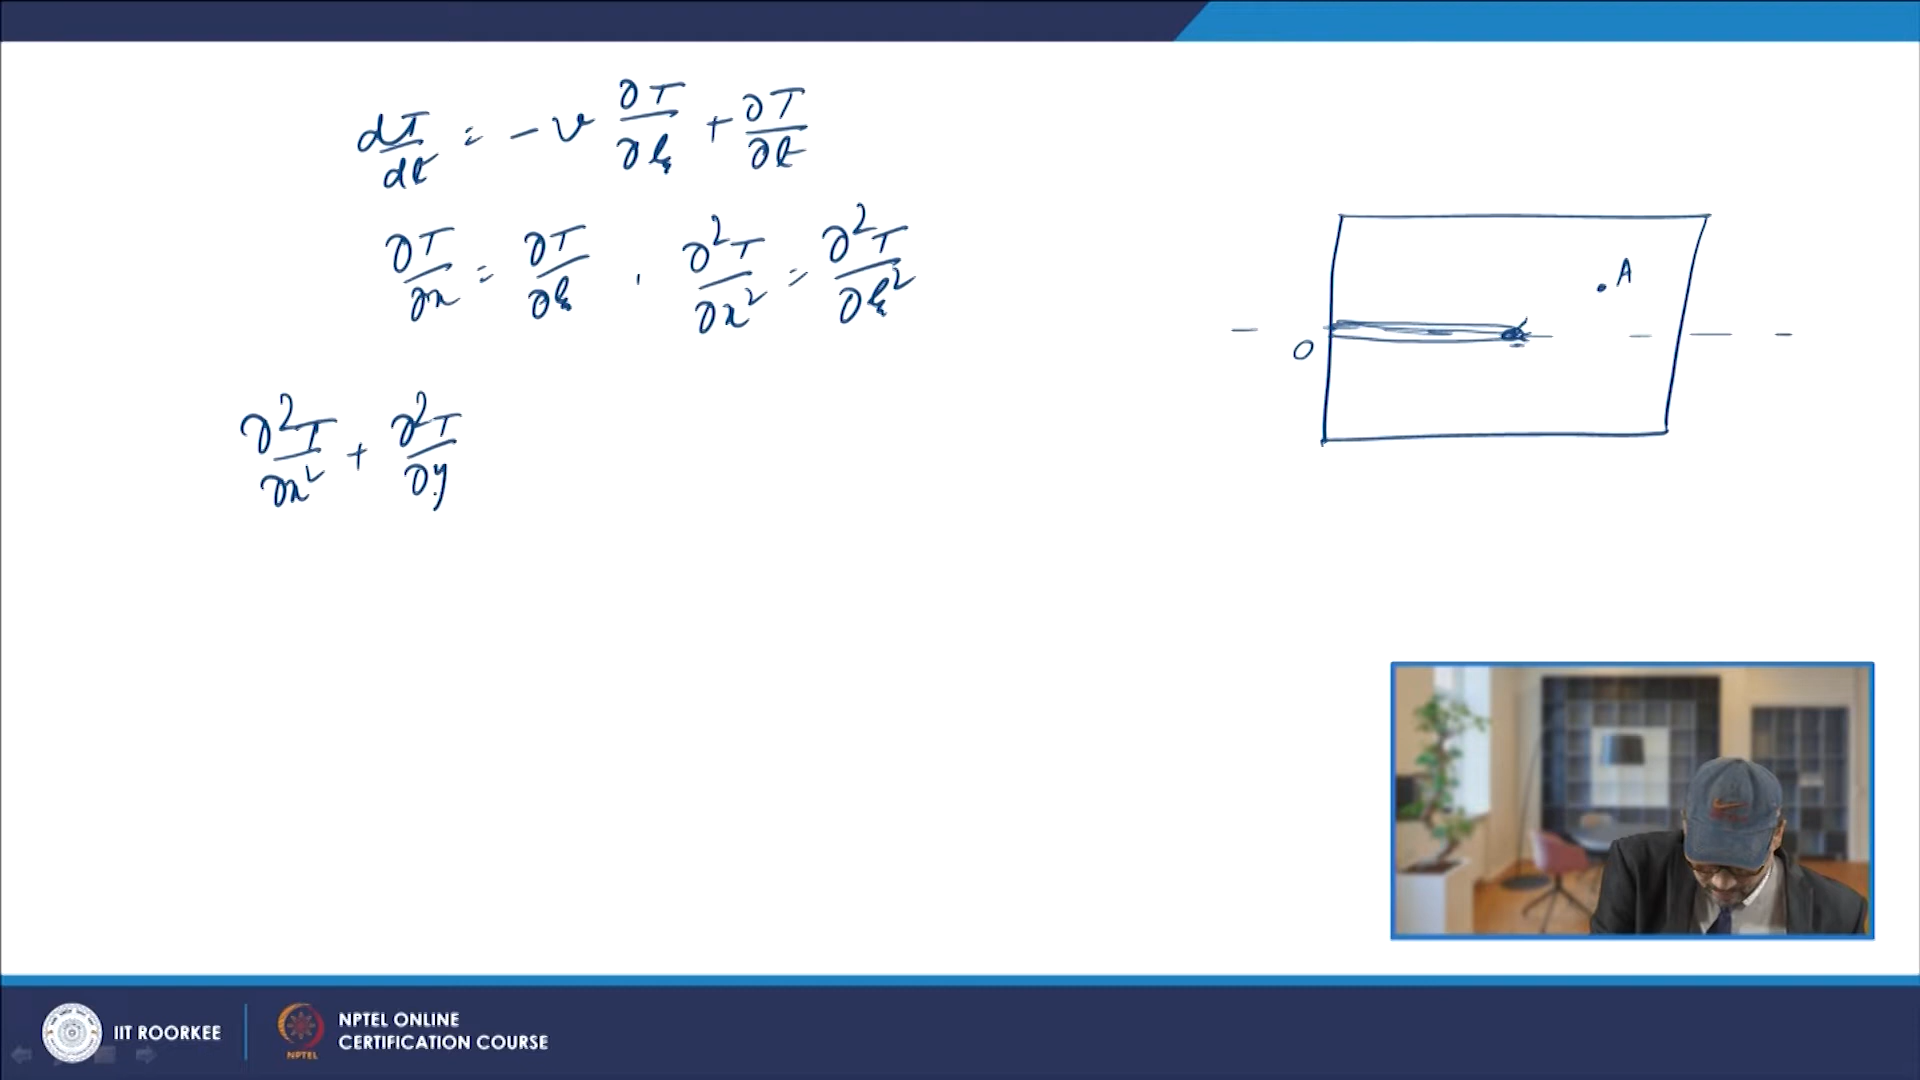 dT/dt = -v ∂T/∂ξ + ∂T/∂t
∂T/∂x = ∂T/∂ξ , ∂²T/∂x² = ∂²T/∂ξ²
A
O
∂²T/∂x² + ∂²T/∂y
IIT ROORKEE
NPTEL
NPTEL ONLINE
CERTIFICATION COURSE